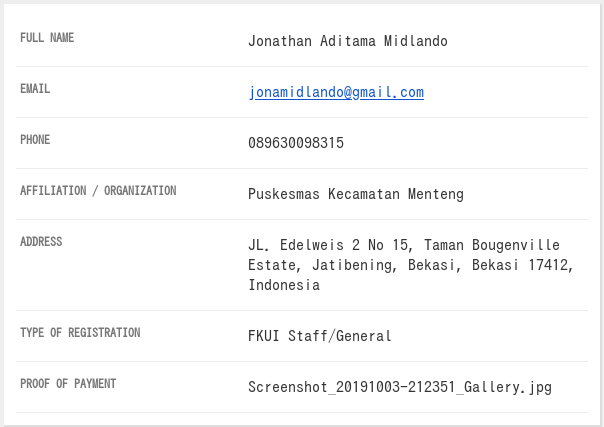 FULL NAME
Jonathan Aditama Midlando
EMAIL
jonamidlando@gmail.com
PHONE
089630098315
AFFILIATION / ORGANIZATION
Puskesmas Kecamatan Menteng
ADDRESS
JL. Edelweis 2 No 15, Taman Bougenville
Estate, Jatibening, Bekasi, Bekasi 17412,
Indonesia
TYPE OF REGISTRATION
FKUI Staff/General
PROOF OF PAYMENT
Screenshot_20191003-212351_Gallery.jpg